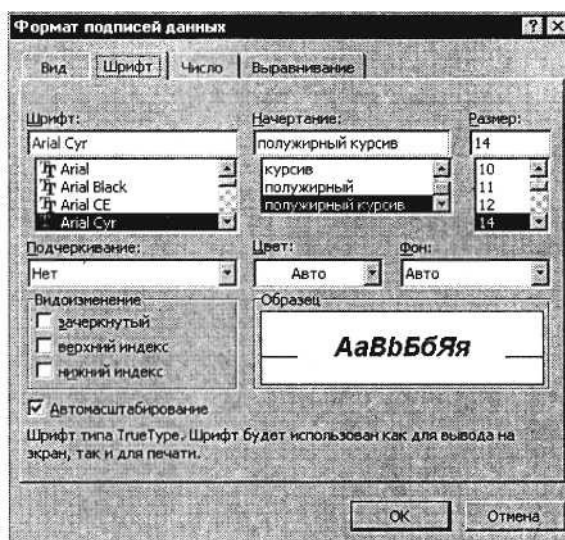 Формат подписей данных
Вид Шрифт Число Выравнивание
Шрифт: Начертание: Размер:
Arial Cyr полужирный курсив 14
Arial курсив 10
Arial Black полужирный 11
Arial CE полужирный курсив 12
Arial Cyr 14
Подчеркивание: Цвет: Фон:
Нет Авто Авто
Видоизменение Образец
зачеркнутый
верхний индекс
нижний индекс
АаВbБбЯя
Автомасштабирование
Шрифт типа TrueType. Шрифт будет использован как для вывода на
экран, так и для печати.
OK Отмена